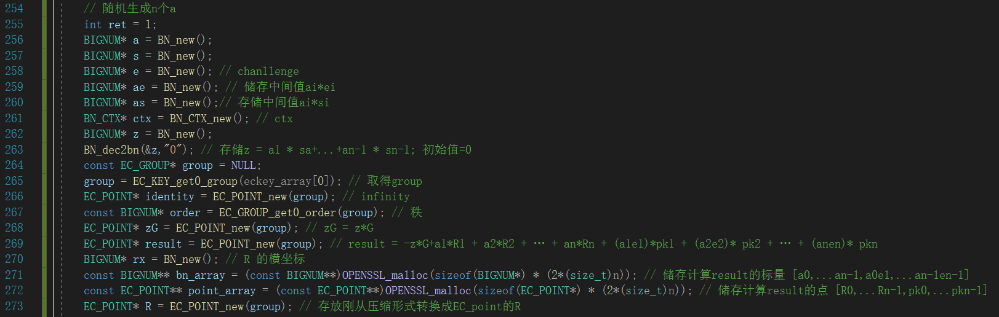 254 // 随机生成n个a
255 int ret = 1;
256 BIGNUM* a = BN_new();
257 BIGNUM* s = BN_new();
258 BIGNUM* e = BN_new(); // chanllenge
259 BIGNUM* ae = BN_new(); // 储存中间值ai*ei
260 BIGNUM* as = BN_new();// 存储中间值ai*si
261 BN_CTX* ctx = BN_CTX_new(); // ctx
262 BIGNUM* z = BN_new();
263 BN_dec2bn(&z,"0"); // 存储z = a1 * sa+...+an-1 * sn-1; 初始值=0
264 const EC_GROUP* group = NULL;
265 group = EC_KEY_get0_group(eckey_array[0]); // 取得group
266 EC_POINT* identity = EC_POINT_new(group); // infinity
267 const BIGNUM* order = EC_GROUP_get0_order(group); // 秩
268 EC_POINT* zG = EC_POINT_new(group); // zG = z*G
269 EC_POINT* result = EC_POINT_new(group); // result = -z*G+a1*R1 + a2*R2 + … + an*Rn + (a1e1)*pk1 + (a2e2)* pk2 + … + (anen)* pkn
270 BIGNUM* rx = BN_new(); // R 的横坐标
271 const BIGNUM** bn_array = (const BIGNUM**)OPENSSL_malloc(sizeof(BIGNUM*) * (2*(size_t)n)); // 储存计算result的标量 [a0,...an-1,a0e1,...an-1en-1]
272 const EC_POINT** point_array = (const EC_POINT**)OPENSSL_malloc(sizeof(EC_POINT*) * (2*(size_t)n)); // 储存计算result的点 [R0,...Rn-1,pk0,...pkn-1]
273 EC_POINT* R = EC_POINT_new(group); // 存放刚从压缩形式转换成EC_point的R